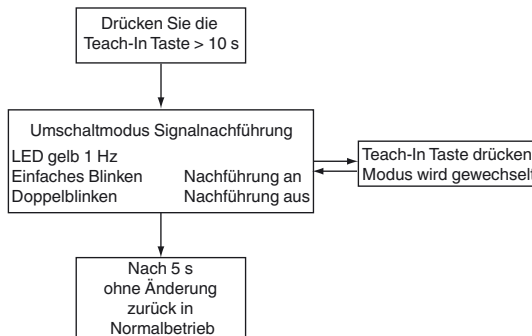 Drücken Sie die
Teach-In Taste > 10 s
Umschaltmodus Signalnachführung
LED gelb 1 Hz
Einfaches Blinken Nachführung an
Doppelblinken Nachführung aus
Teach-In Taste drücken
Modus wird gewechselt
Nach 5 s
ohne Änderung
zurück in
Normalbetrieb